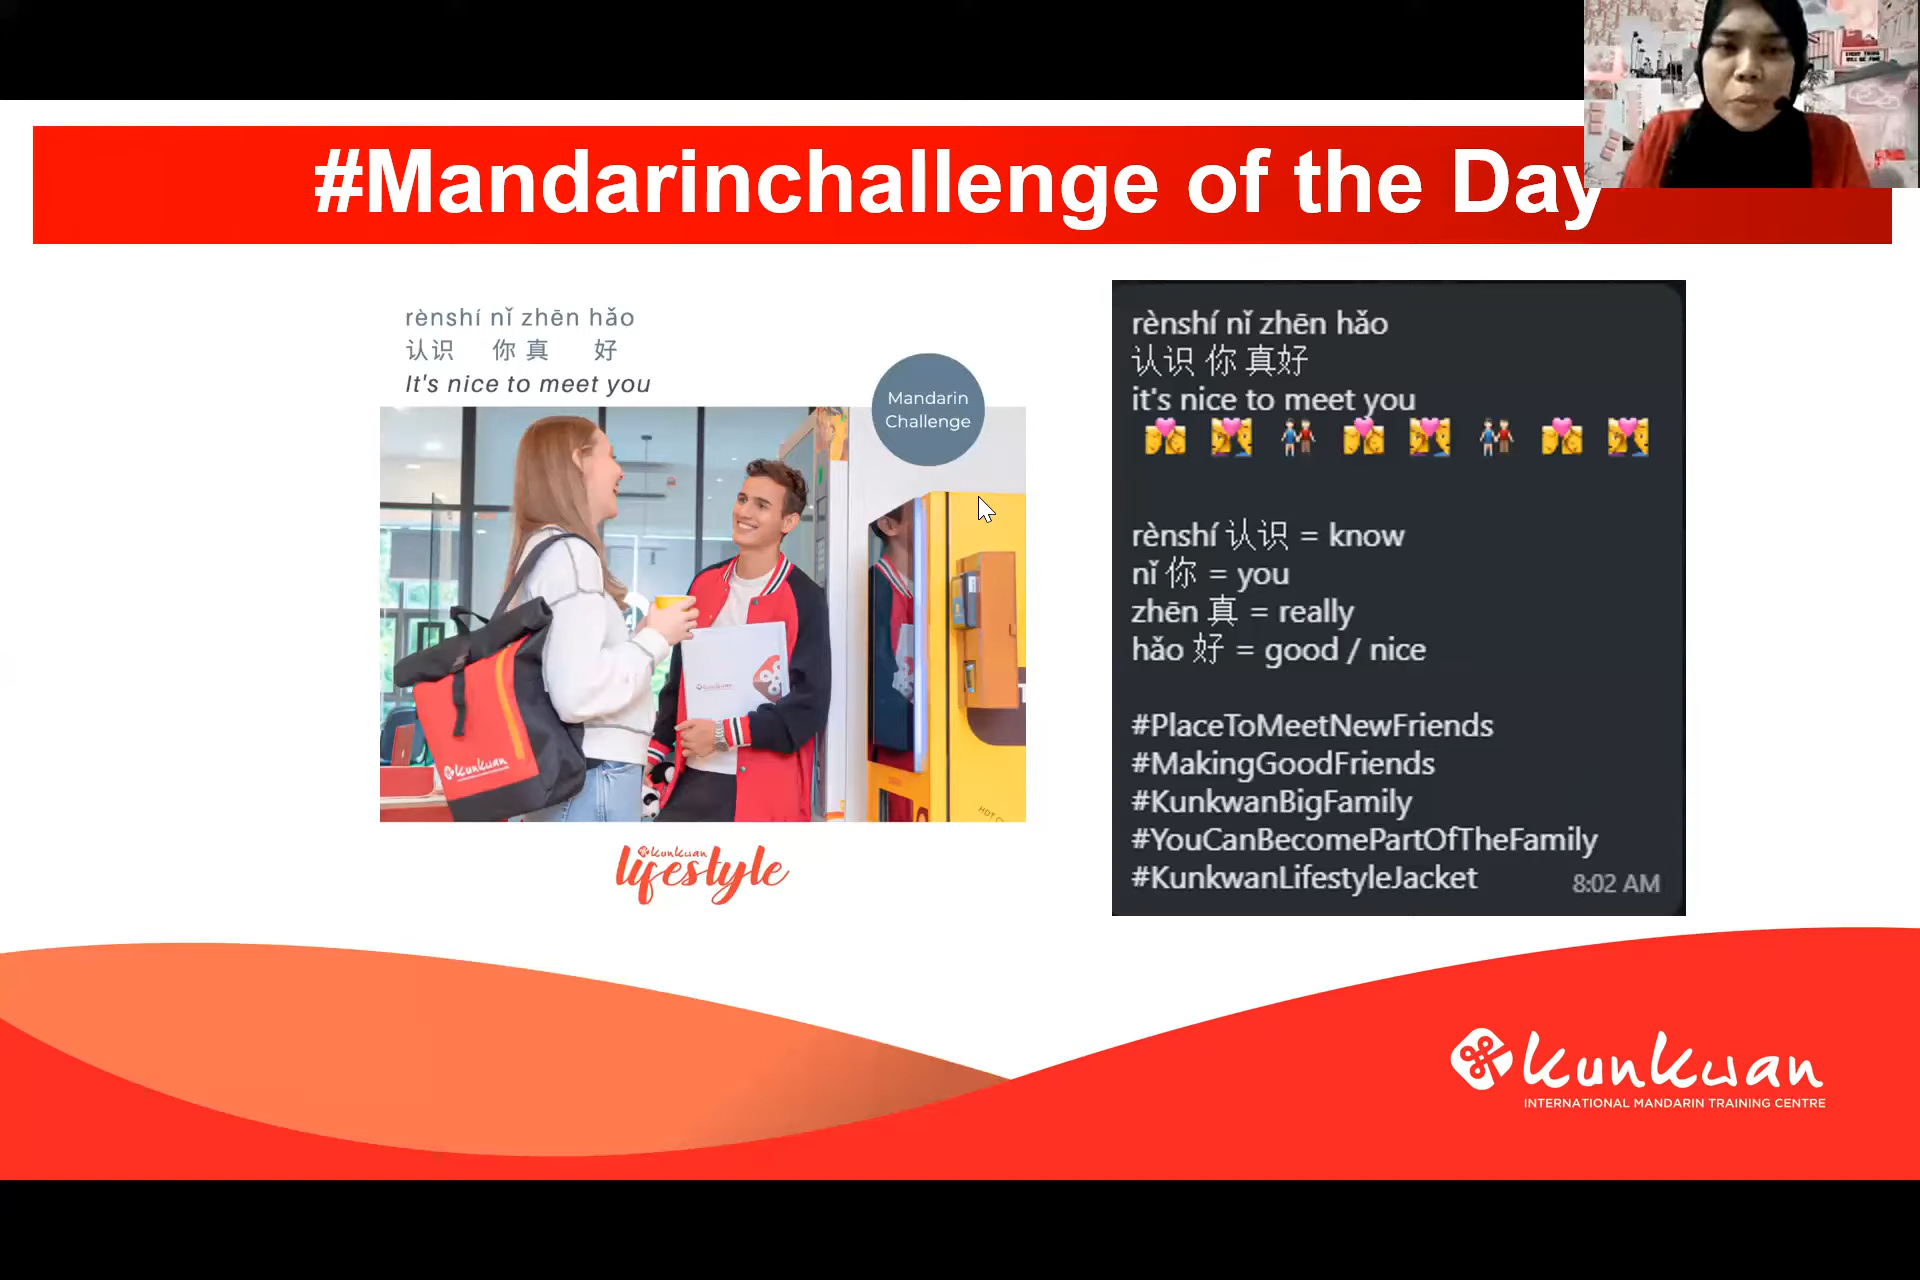 #Mandarinchallenge of the Day
rènshí nǐ zhēn hǎo
认识 你 真 好
It's nice to meet you
Mandarin
Challenge
kunkwan
kunkwan
kunkwan
lifestyle
rènshí nǐ zhēn hǎo
认识 你 真好
it's nice to meet you
rènshí 认识 = know
nǐ 你 = you
zhēn 真 = really
hǎo 好 = good / nice
#PlaceToMeetNewFriends
#MakingGoodFriends
#KunkwanBigFamily
#YouCanBecomePartOfTheFamily
#KunkwanLifestyleJacket
8:02 AM
kunkwan
INTERNATIONAL MANDARIN TRAINING CENTRE